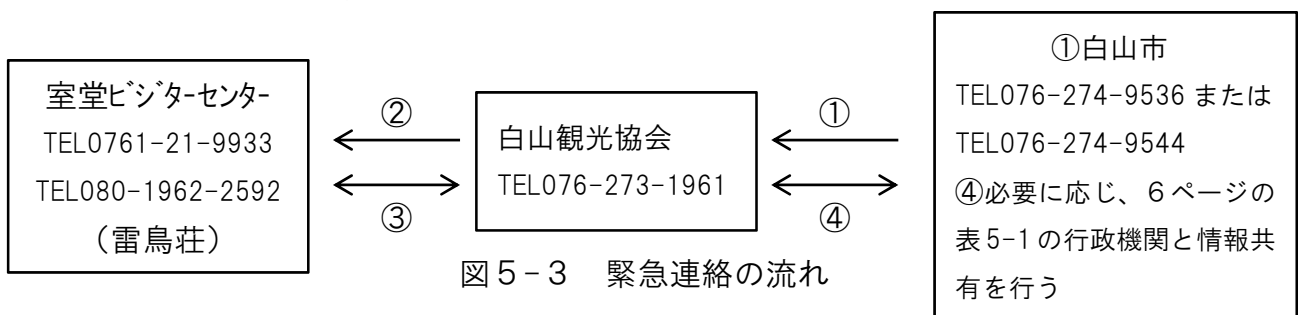 室堂ﾋﾞｼﾞﾀｰｾﾝﾀｰ
TEL0761-21-9933
TEL080-1962-2592
（雷鳥荘）
②
③
白山観光協会
TEL076-273-1961
①
④
①白山市
TEL076-274-9536 または
TEL076-274-9544
④必要に応じ、６ページの
表5-1の行政機関と情報共
有を行う
図５-３　緊急連絡の流れ